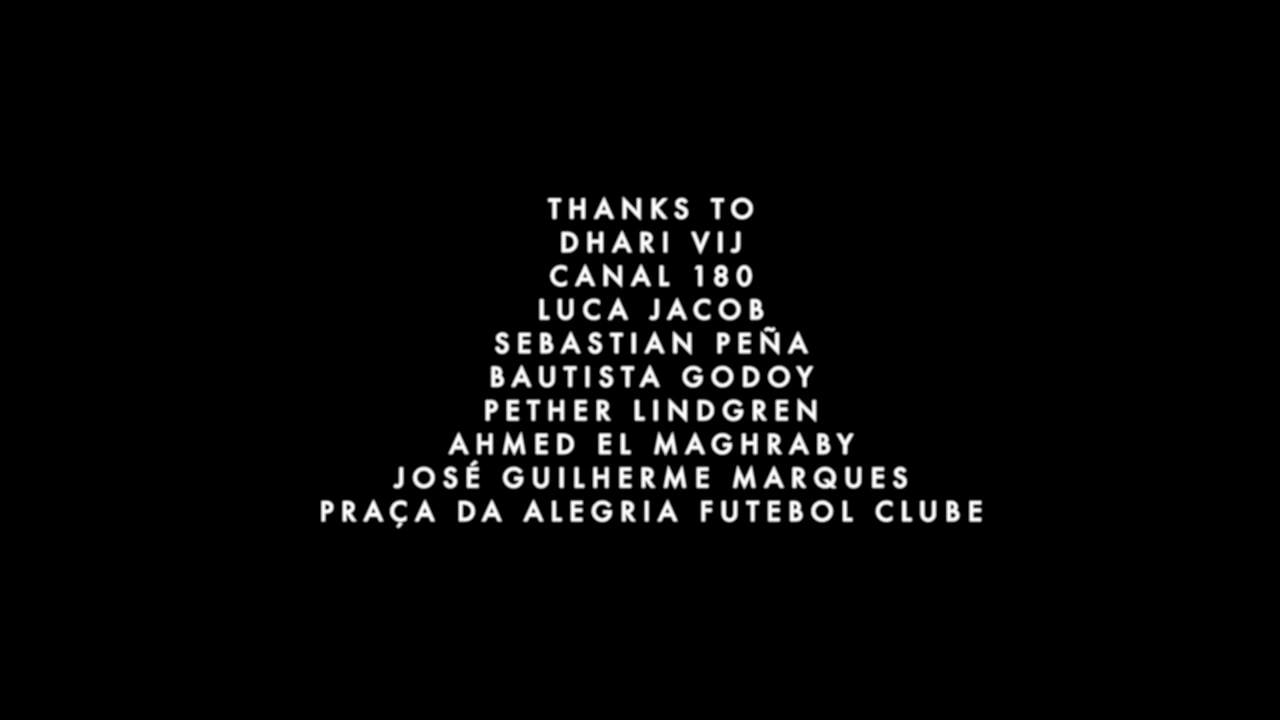 THANKS TO
DHARI VIJ
CANAL 180
LUCA JACOB
SEBASTIAN PEÑA
BAUTISTA GODOY
PETHER LINDGREN
AHMED EL MAGHRABY
JOSÉ GUILHERME MARQUES
PRAÇA DA ALEGRIA FUTEBOL CLUBE